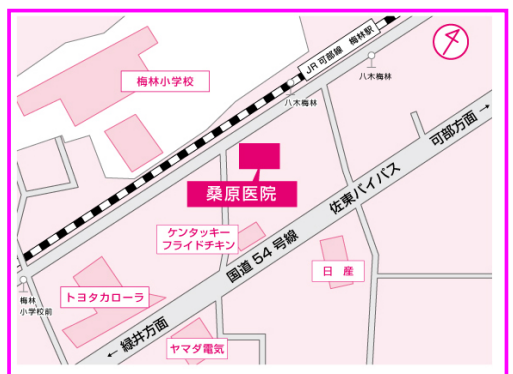 JR可部線 梅林駅
八木梅林
八木梅林
梅林小学校
可部方面 →
桑原医院
佐東バイパス
ケンタッキー
フライドチキン
国道54号線
日 産
トヨタカローラ
梅林
小学校前
← 緑井方面
ヤマダ電気